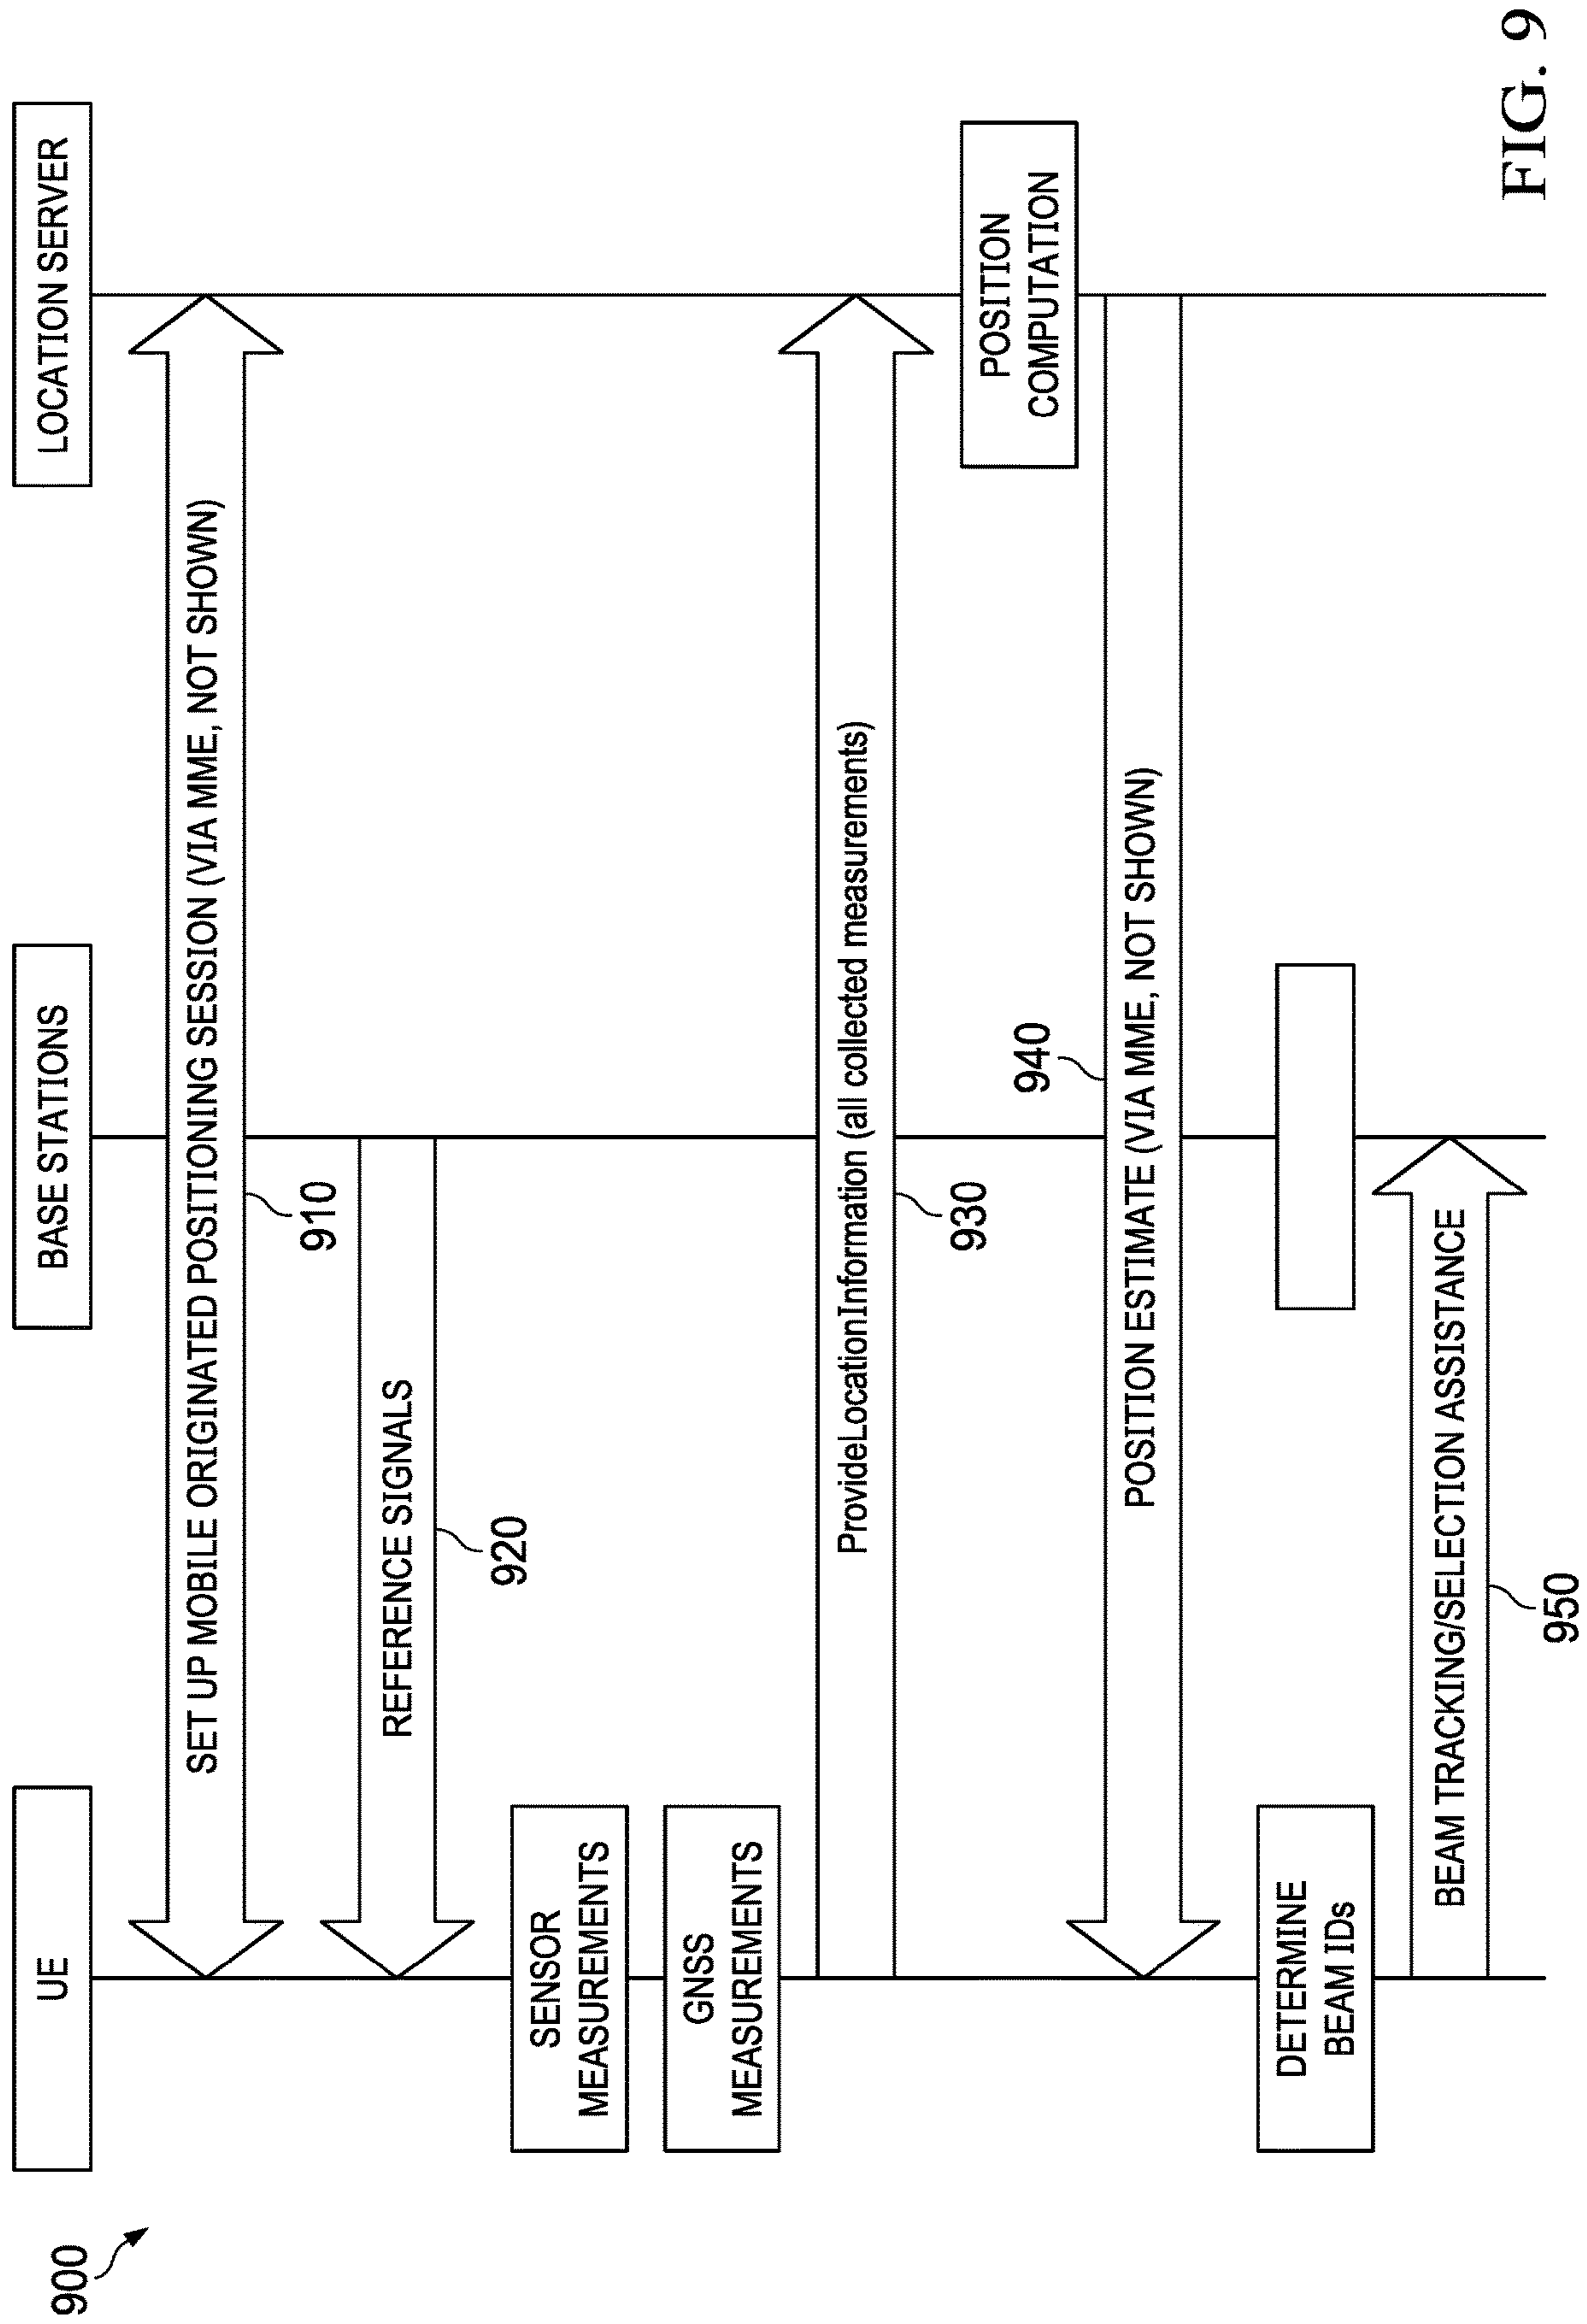 900
UE
BASE STATIONS
LOCATION SERVER
SET UP MOBILE ORIGINATED POSITIONING SESSION (VIA MME, NOT SHOWN)
910
REFERENCE SIGNALS
920
SENSOR
MEASUREMENTS
GNSS
MEASUREMENTS
ProvideLocationInformation (all collected measurements)
930
POSITION
COMPUTATION
940
POSITION ESTIMATE (VIA MME, NOT SHOWN)
DETERMINE
BEAM IDs
BEAM TRACKING/SELECTION ASSISTANCE
950
FIG. 9